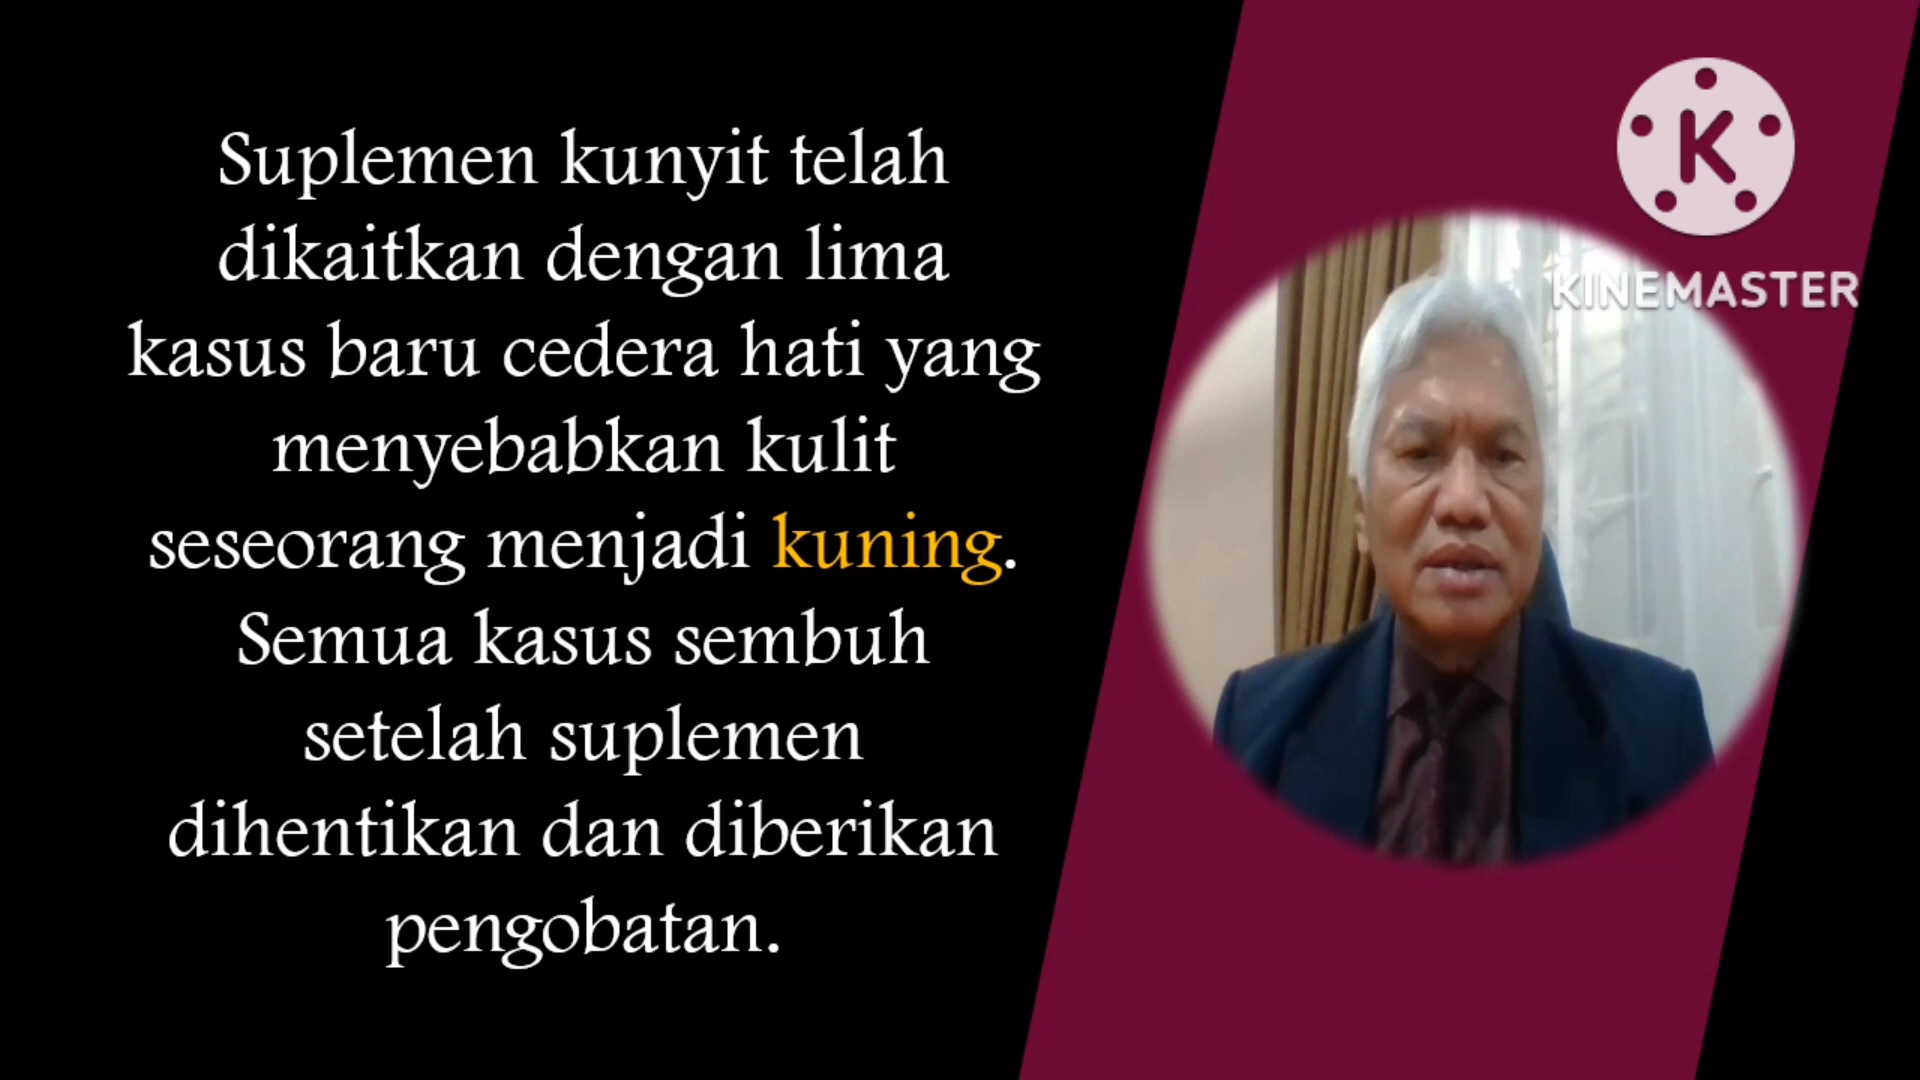 Suplemen kunyit telah
dikaitkan dengan lima
kasus baru cedera hati yang
menyebabkan kulit
seseorang menjadi kuning.
Semua kasus sembuh
setelah suplemen
dihentikan dan diberikan
pengobatan.
K
KINEMASTER